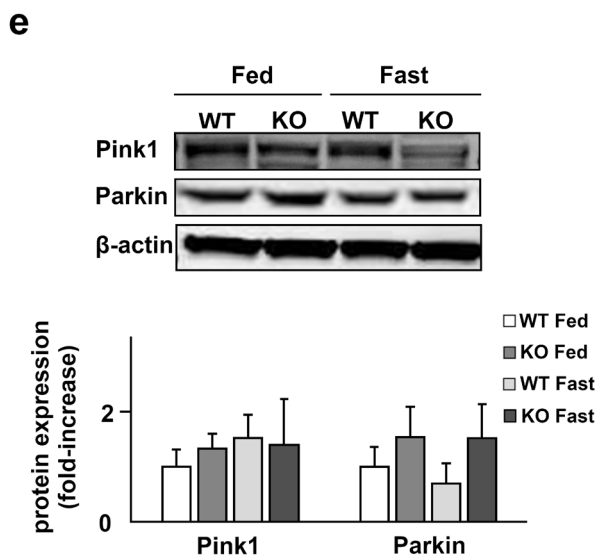 e
Fed Fast
WT KO WT KO
Pink1
Parkin
β-actin
WT Fed
KO Fed
WT Fast
KO Fast
protein expression
(fold-increase)
2
0
Pink1 Parkin